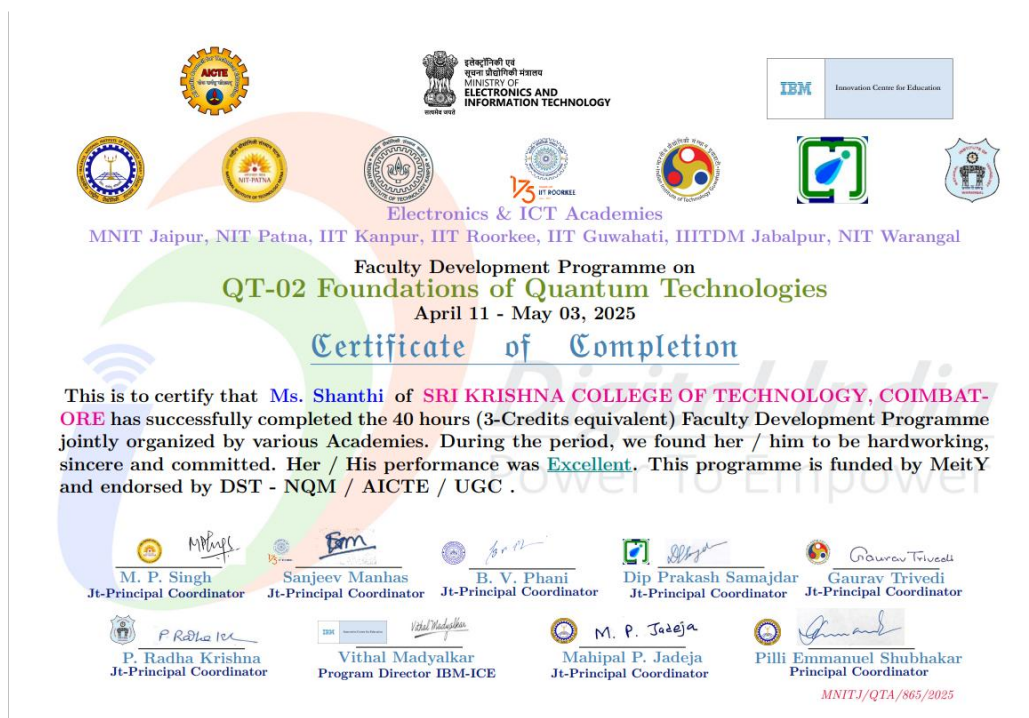 AICTE
इलेक्ट्रॉनिकी एवं
सूचना प्रौद्योगिकी मंत्रालय
MINISTRY OF
ELECTRONICS AND
INFORMATION TECHNOLOGY
सत्यमेव जयते
IBM Innovation Centre for Education
NIT-PATNA
175 IIT ROORKEE
Electronics & ICT Academies
MNIT Jaipur, NIT Patna, IIT Kanpur, IIT Roorkee, IIT Guwahati, IIITDM Jabalpur, NIT Warangal
Faculty Development Programme on
QT-02 Foundations of Quantum Technologies
April 11 - May 03, 2025
Certificate of Completion
Digital India
Power To Empower
This is to certify that Ms. Shanthi of SRI KRISHNA COLLEGE OF TECHNOLOGY, COIMBAT-
ORE has successfully completed the 40 hours (3-Credits equivalent) Faculty Development Programme
jointly organized by various Academies. During the period, we found her / him to be hardworking,
sincere and committed. Her / His performance was Excellent. This programme is funded by MeitY
and endorsed by DST - NQM / AICTE / UGC .
Gaurav Trivedi
M. P. Singh Sanjeev Manhas B. V. Phani Dip Prakash Samajdar Gaurav Trivedi
Jt-Principal Coordinator Jt-Principal Coordinator Jt-Principal Coordinator Jt-Principal Coordinator Jt-Principal Coordinator
IBM Vithal Madyalkar M. P. Jadeja
P. Radha Krishna Vithal Madyalkar Mahipal P. Jadeja Pilli Emmanuel Shubhakar
Jt-Principal Coordinator Program Director IBM-ICE Jt-Principal Coordinator Principal Coordinator
MNITJ/QTA/865/2025